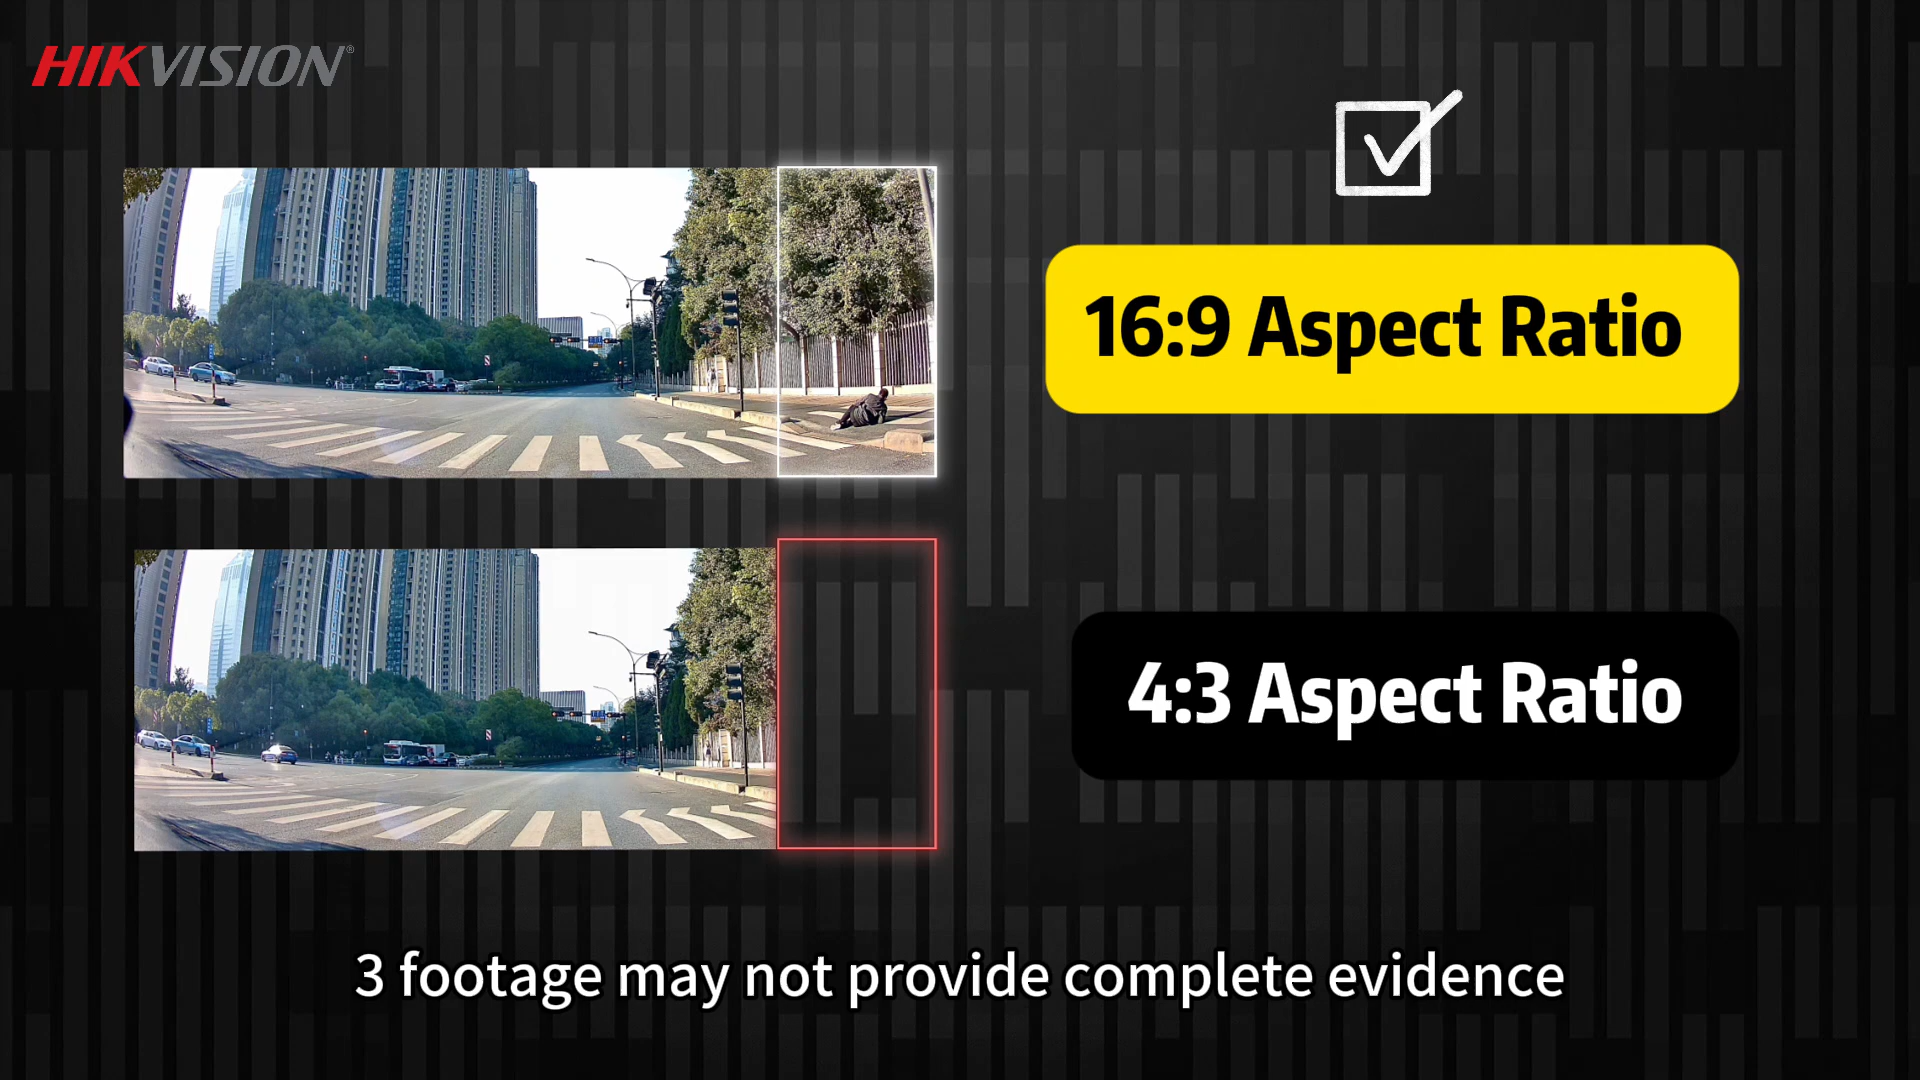 HIKVISION®
16:9 Aspect Ratio
4:3 Aspect Ratio
3 footage may not provide complete evidence